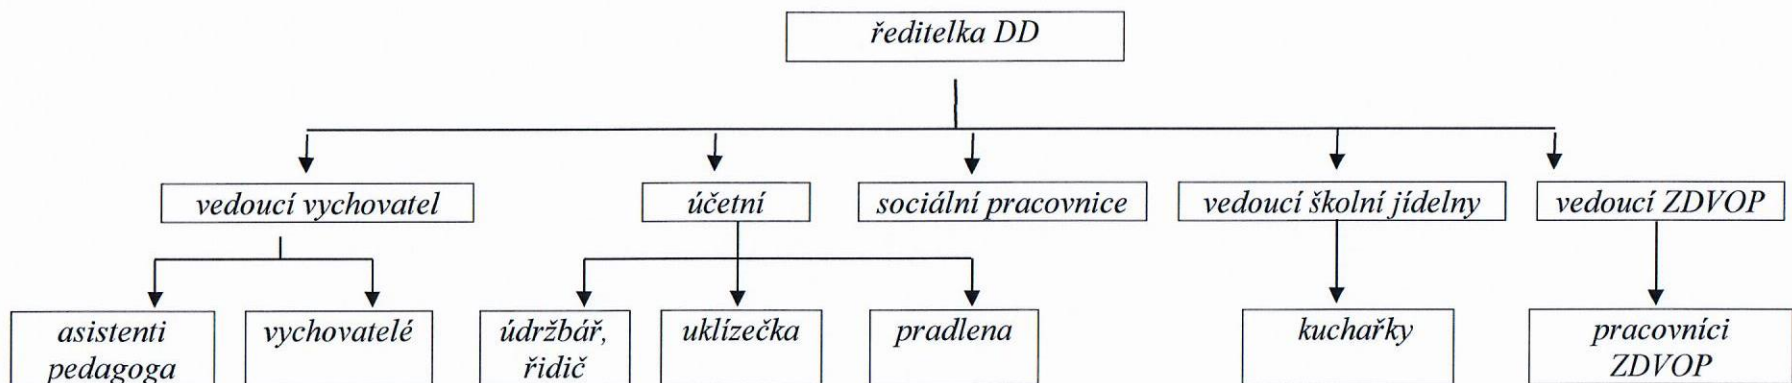 ředitelka DD
vedoucí vychovatel
účetní
sociální pracovnice
vedoucí školní jídelny
vedoucí ZDVOP
asistenti
pedagoga
vychovatelé
údržbář,
řidič
uklízečka
pradlena
kuchařky
pracovníci
ZDVOP